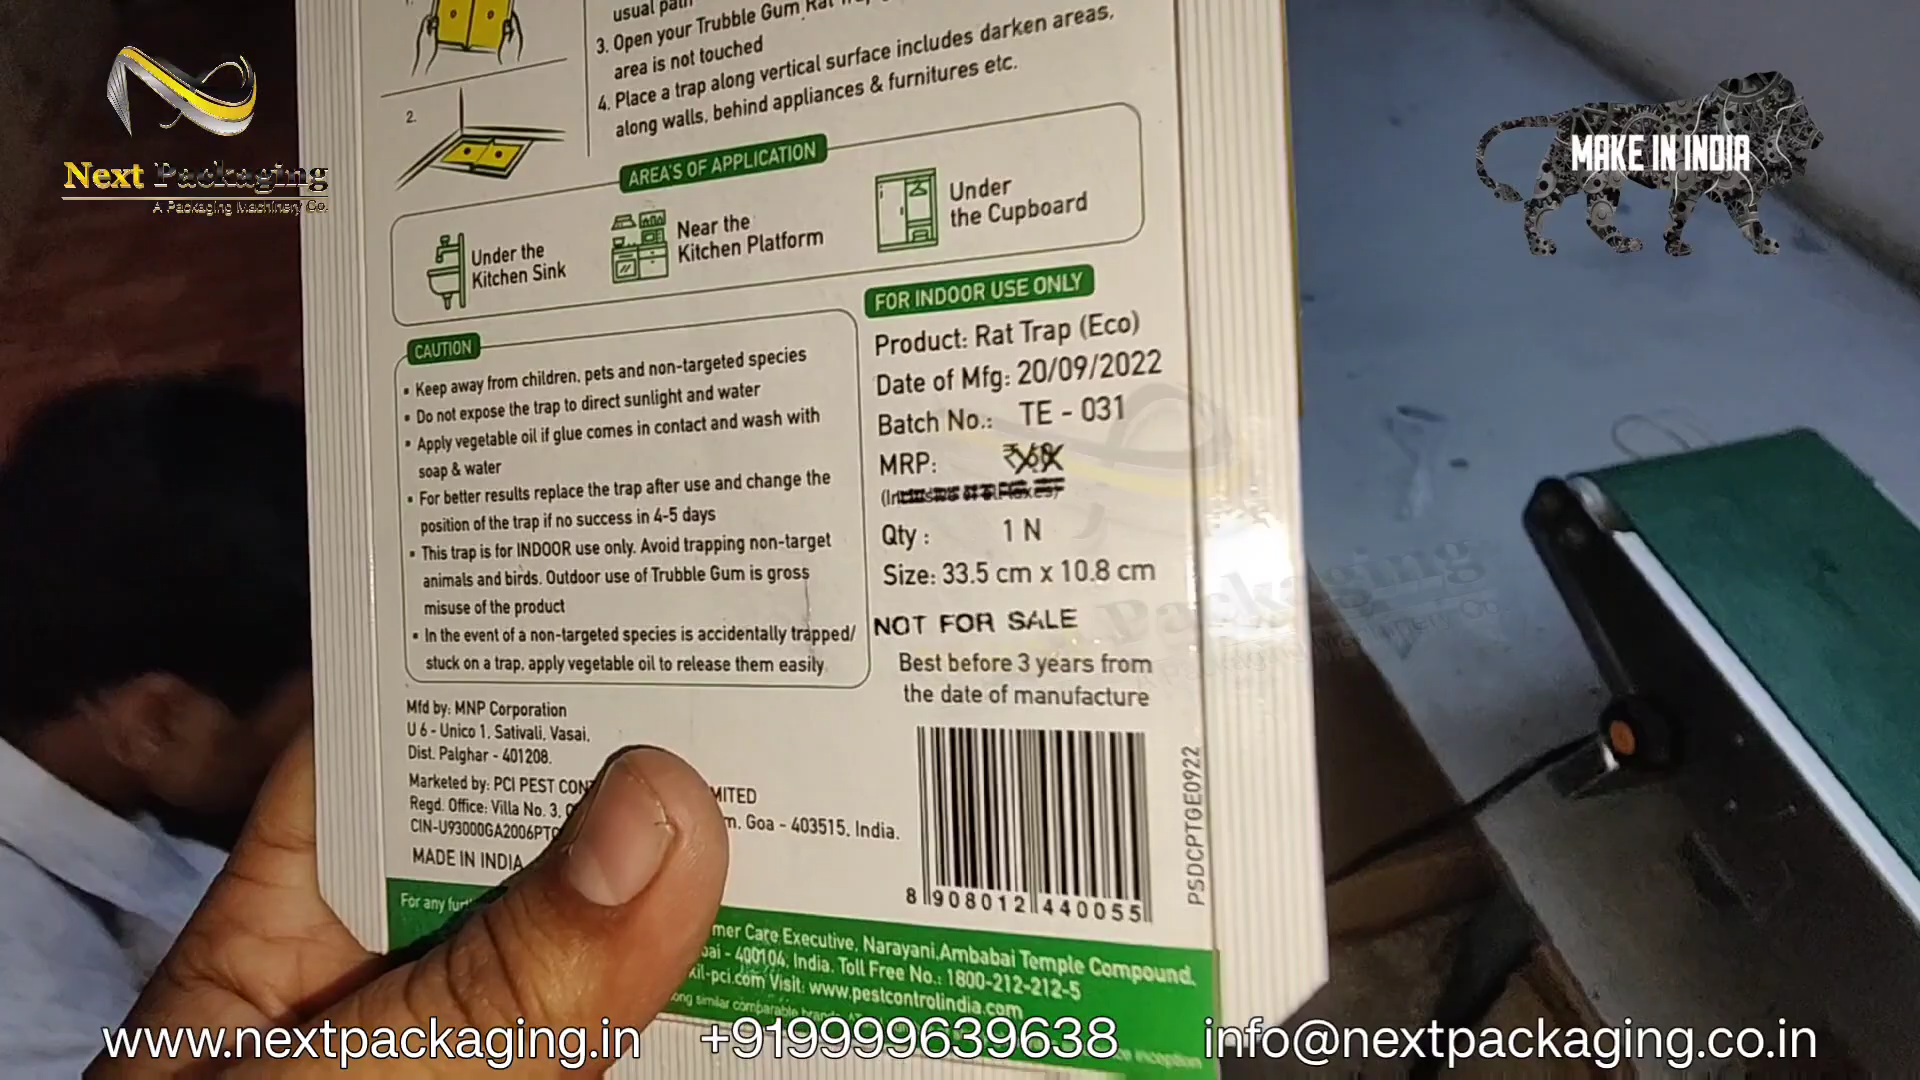 Next Packaging
A Packaging Machinery Co.
MAKE IN INDIA
1.
usual path
3. Open your Trubble Gum Rat
area is not touched
4. Place a trap along vertical surface includes darken areas,
along walls, behind appliances & furnitures etc.
2.
AREA'S OF APPLICATION
Under the
Kitchen Sink
Near the
Kitchen Platform
Under
the Cupboard
CAUTION
• Keep away from children, pets and non-targeted species
• Do not expose the trap to direct sunlight and water
• Apply vegetable oil if glue comes in contact and wash with
soap & water
• For better results replace the trap after use and change the
position of the trap if no success in 4-5 days
• This trap is for INDOOR use only. Avoid trapping non-target
animals and birds. Outdoor use of Trubble Gum is gross
misuse of the product
• In the event of a non-targeted species is accidentally trapped/
stuck on a trap, apply vegetable oil to release them easily
FOR INDOOR USE ONLY
Product: Rat Trap (Eco)
Date of Mfg: 20/09/2022
Batch No.: TE - 031
MRP:
Qty : 1 N
Size: 33.5 cm x 10.8 cm
NOT FOR SALE
Best before 3 years from
the date of manufacture
Packaging
Mfd by: MNP Corporation
U 6 - Unico 1, Sativali, Vasai,
Dist. Palghar - 401208.
Marketed by: PCI PEST CON MITED
Regd. Office: Villa No. 3,
Goa - 403515, India.
CIN-U93000GA2006PTC
MADE IN INDIA
8 908012 440055
PSDCPTGE0922
For any
mer Care Executive, Narayani,Ambabai Temple Compound,
bai - 400104, India. Toll Free No.: 1800-212-212-5
kil-pci.com Visit: www.pestcontrolindia.com
ong similar comparable
inception
www.nextpackaging.in +919999639638 info@nextpackaging.co.in